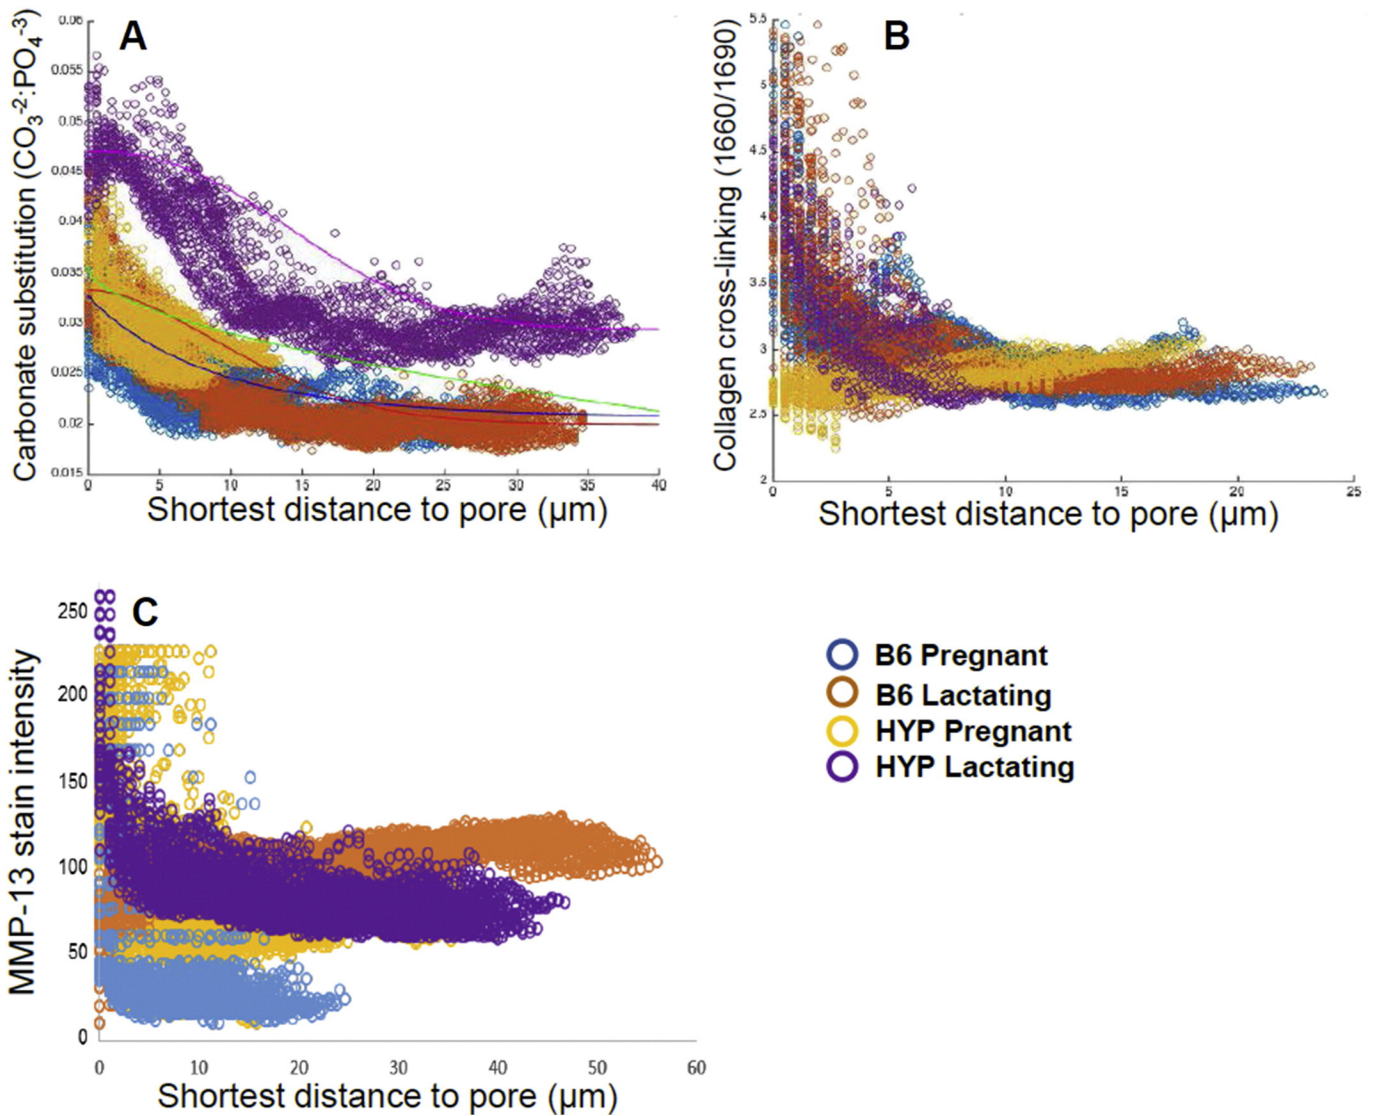 A
Carbonate substitution (CO3-2:PO4-3)
0.06
0.055
0.05
0.045
0.04
0.035
0.03
0.025
0.02
0.015
0 5 10 15 20 25 30 35 40
Shortest distance to pore (μm)
B
Collagen cross-linking (1660/1690)
5.5
5
4.5
4
3.5
3
2.5
2
0 5 10 15 20 25
Shortest distance to pore (μm)
C
MMP-13 stain intensity
250
200
150
100
50
0
0 10 20 30 40 50 60
Shortest distance to pore (μm)
B6 Pregnant
B6 Lactating
HYP Pregnant
HYP Lactating